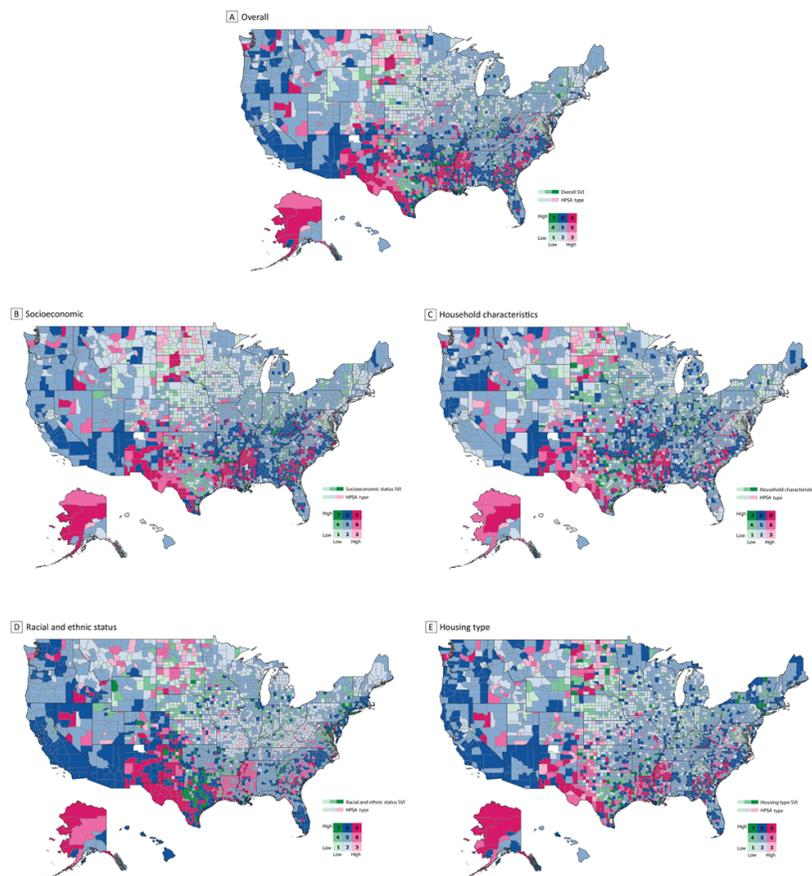 A Overall
Overall SVI
HPSA type
High 7 8 9
4 5 6
Low 1 2 3
Low High
B Socioeconomic
Socioeconomic status SVI
HPSA type
High 7 8 9
4 5 6
Low 1 2 3
Low High
C Household characteristics
Household characteristic
HPSA type
High 7 8 9
4 5 6
Low 1 2 3
Low High
D Racial and ethnic status
Racial and ethnic status SVI
HPSA type
High 7 8 9
4 5 6
Low 1 2 3
Low High
E Housing type
Housing type SVI
HPSA type
High 7 8 9
4 5 6
Low 1 2 3
Low High